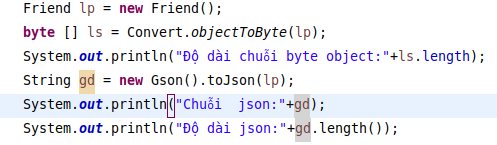 Friend lp = new Friend();
byte [] ls = Convert.objectToByte(lp);
System.out.println("Độ dài chuỗi byte object:"+ls.length);
String gd = new Gson().toJson(lp);
System.out.println("Chuỗi  json:"+gd);
System.out.println("Độ dài json:"+gd.length());